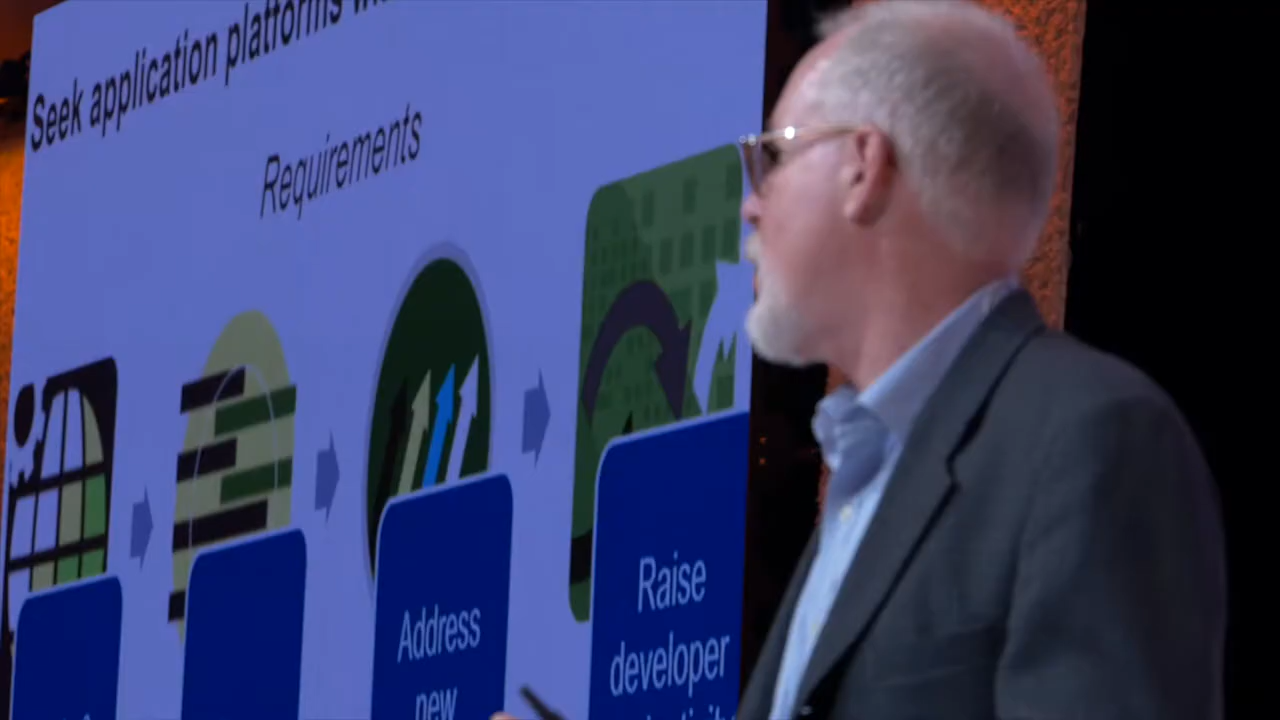 Seek application platforms
Requirements
Address
new
Raise
developer